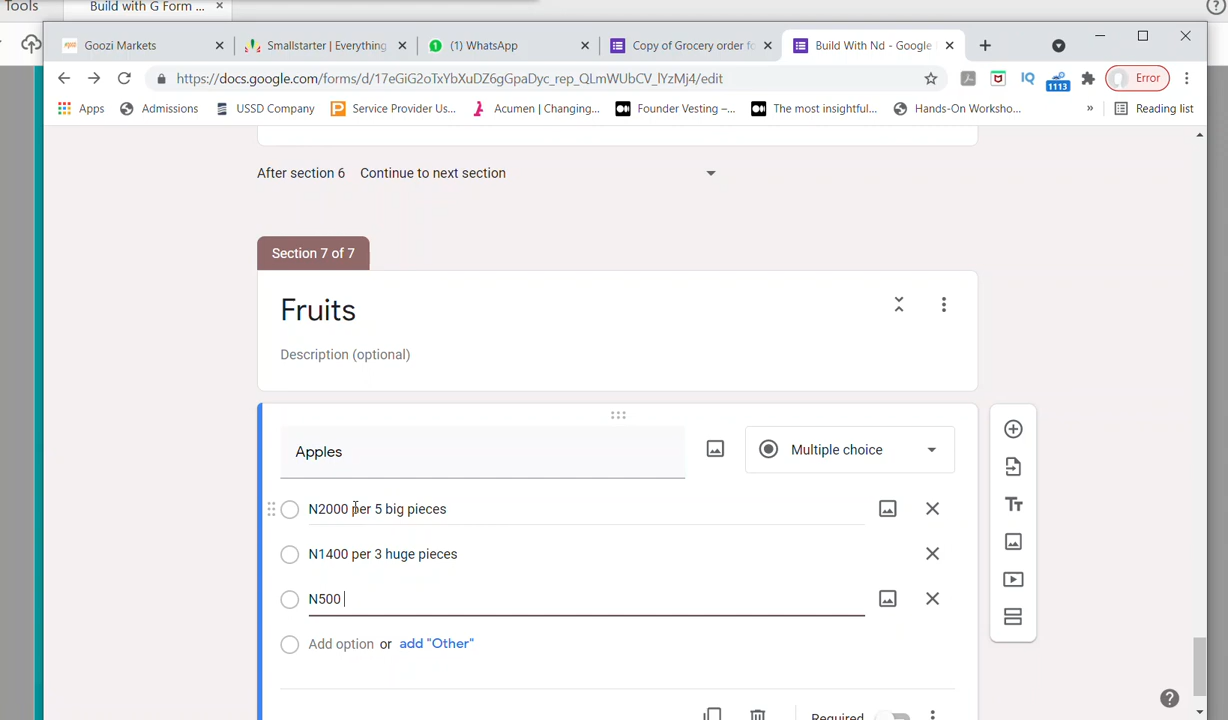 Tools
Build with G Form ...
Goozi Markets
Smallstarter | Everything
(1) WhatsApp
Copy of Grocery order fo
Build With Nd - Google
https://docs.google.com/forms/d/17eGiG2oTxYbXuDZ6gGpaDyc_rep_QLmWUbCV_lYzMj4/edit
IQ
1113
Error
Apps
Admissions
USSD Company
Service Provider Us...
Acumen | Changing...
Founder Vesting –...
The most insightful...
Hands-On Worksho...
»
Reading list
After section 6 Continue to next section
Section 7 of 7
Fruits
Description (optional)
Apples
Multiple choice
N2000 per 5 big pieces
N1400 per 3 huge pieces
N500
Add option or add "Other"
Required
Tт